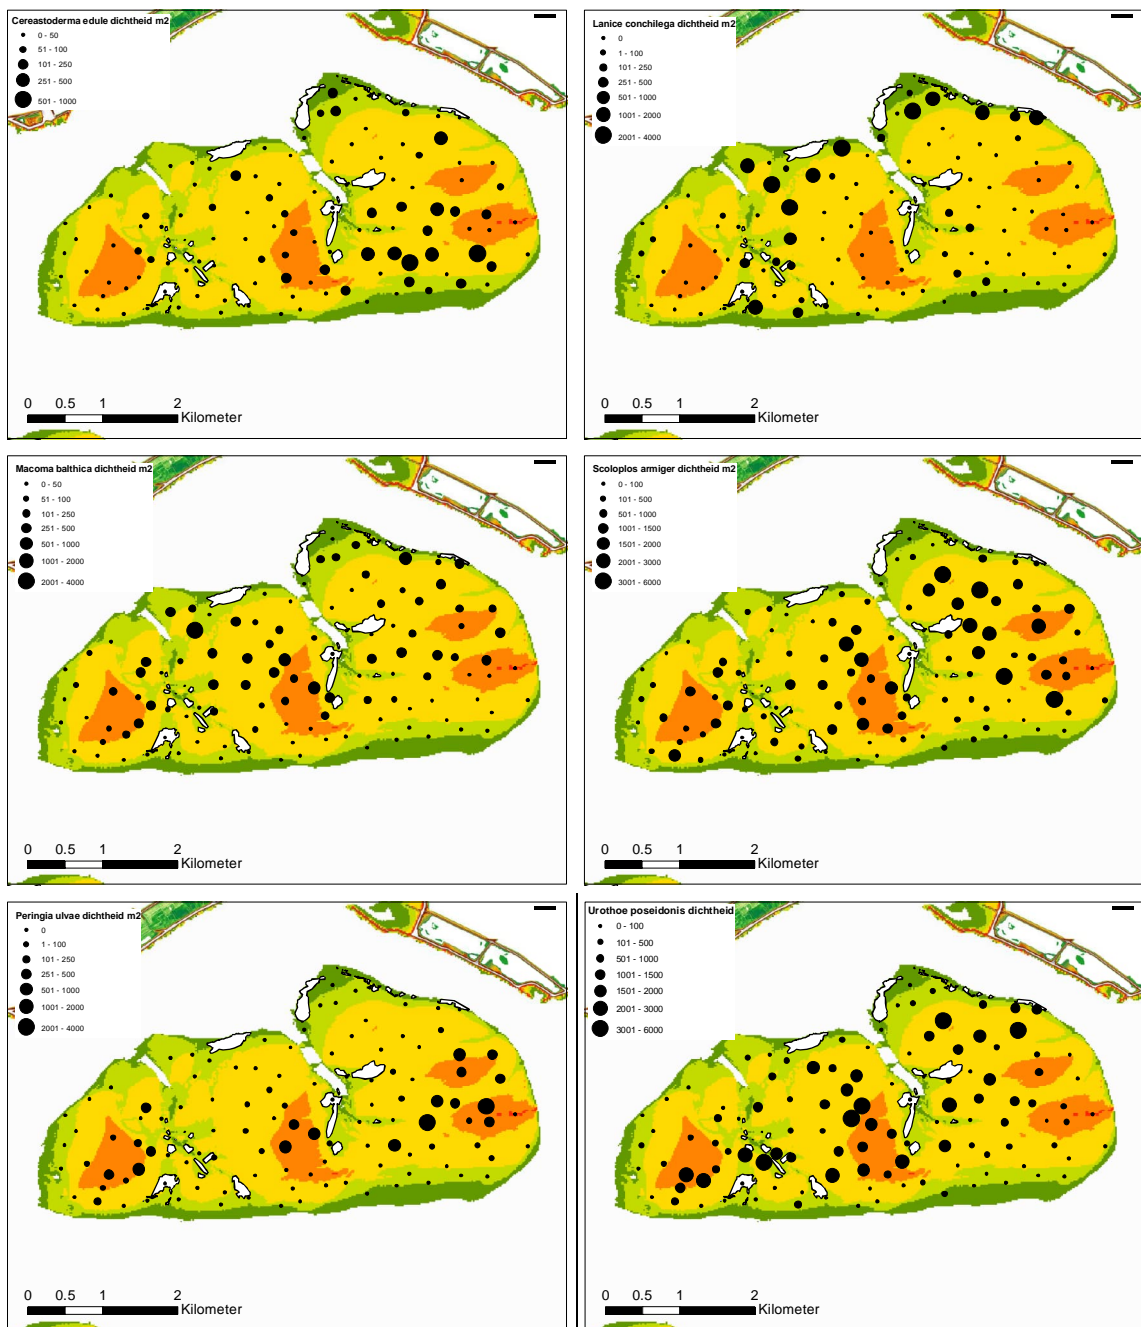 Cereastoderma edule dichtheid m2
0 - 50
51 - 100
101 - 250
251 - 500
501 - 1000
0 0.5 1 2
Kilometer
Lanice conchilega dichtheid m2
0
1 - 100
101 - 250
251 - 500
501 - 1000
1001 - 2000
2001 - 4000
0 0.5 1 2
Kilometer
Macoma balthica dichtheid m2
0 - 50
51 - 100
101 - 250
251 - 500
501 - 1000
1001 - 2000
2001 - 4000
0 0.5 1 2
Kilometer
Scoloplos armiger dichtheid m2
0 - 100
101 - 500
501 - 1000
1001 - 1500
1501 - 2000
2001 - 3000
3001 - 6000
0 0.5 1 2
Kilometer
Peringia ulvae dichtheid m2
0
1 - 100
101 - 250
251 - 500
501 - 1000
1001 - 2000
2001 - 4000
0 0.5 1 2
Kilometer
Urothoe poseidonis dichtheid
0 - 100
101 - 500
501 - 1000
1001 - 1500
1501 - 2000
2001 - 3000
3001 - 6000
0 0.5 1 2
Kilometer